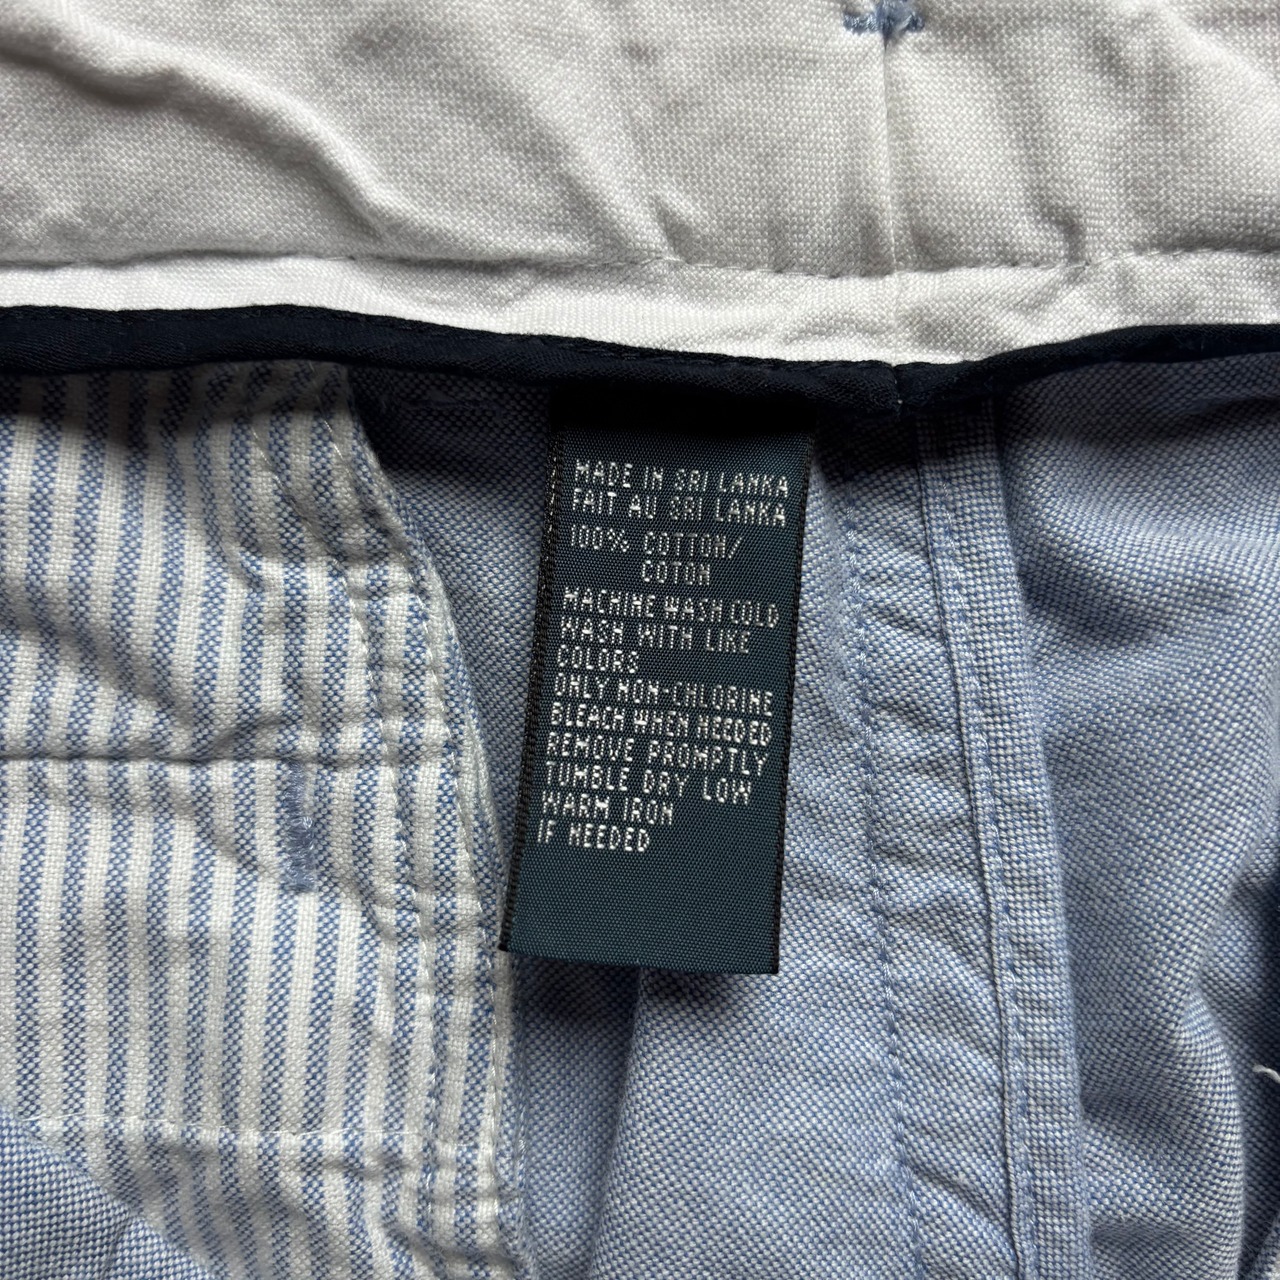 MADE IN SRI LANKA
FAIT AU SRI LANKA
100% COTTON/
COTON
MACHINE WASH COLD
WASH WITH LIKE
COLORS
ONLY NON-CHLORINE
BLEACH WHEN NEEDED
REMOVE PROMPTLY
TUMBLE DRY LOW
WARM IRON
IF NEEDED